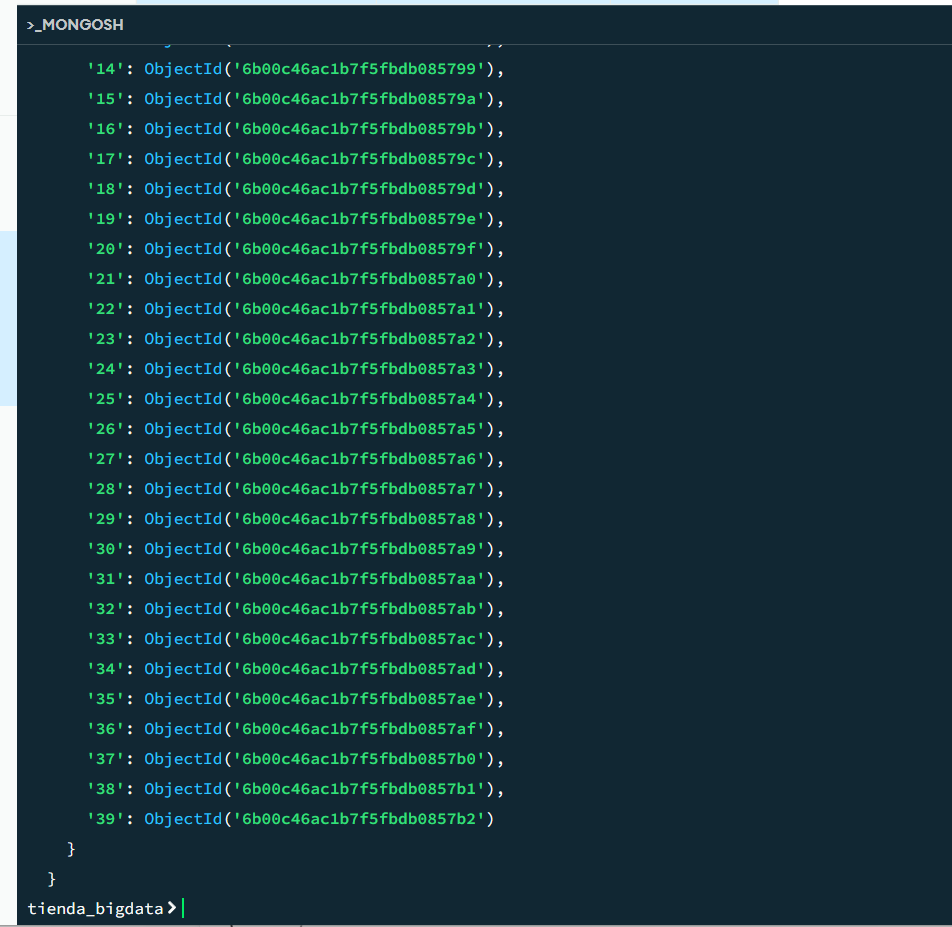 >_MONGOSH
'14': ObjectId('6b00c46ac1b7f5fbdb085799'),
'15': ObjectId('6b00c46ac1b7f5fbdb08579a'),
'16': ObjectId('6b00c46ac1b7f5fbdb08579b'),
'17': ObjectId('6b00c46ac1b7f5fbdb08579c'),
'18': ObjectId('6b00c46ac1b7f5fbdb08579d'),
'19': ObjectId('6b00c46ac1b7f5fbdb08579e'),
'20': ObjectId('6b00c46ac1b7f5fbdb08579f'),
'21': ObjectId('6b00c46ac1b7f5fbdb0857a0'),
'22': ObjectId('6b00c46ac1b7f5fbdb0857a1'),
'23': ObjectId('6b00c46ac1b7f5fbdb0857a2'),
'24': ObjectId('6b00c46ac1b7f5fbdb0857a3'),
'25': ObjectId('6b00c46ac1b7f5fbdb0857a4'),
'26': ObjectId('6b00c46ac1b7f5fbdb0857a5'),
'27': ObjectId('6b00c46ac1b7f5fbdb0857a6'),
'28': ObjectId('6b00c46ac1b7f5fbdb0857a7'),
'29': ObjectId('6b00c46ac1b7f5fbdb0857a8'),
'30': ObjectId('6b00c46ac1b7f5fbdb0857a9'),
'31': ObjectId('6b00c46ac1b7f5fbdb0857aa'),
'32': ObjectId('6b00c46ac1b7f5fbdb0857ab'),
'33': ObjectId('6b00c46ac1b7f5fbdb0857ac'),
'34': ObjectId('6b00c46ac1b7f5fbdb0857ad'),
'35': ObjectId('6b00c46ac1b7f5fbdb0857ae'),
'36': ObjectId('6b00c46ac1b7f5fbdb0857af'),
'37': ObjectId('6b00c46ac1b7f5fbdb0857b0'),
'38': ObjectId('6b00c46ac1b7f5fbdb0857b1'),
'39': ObjectId('6b00c46ac1b7f5fbdb0857b2')
}
}
tienda_bigdata>